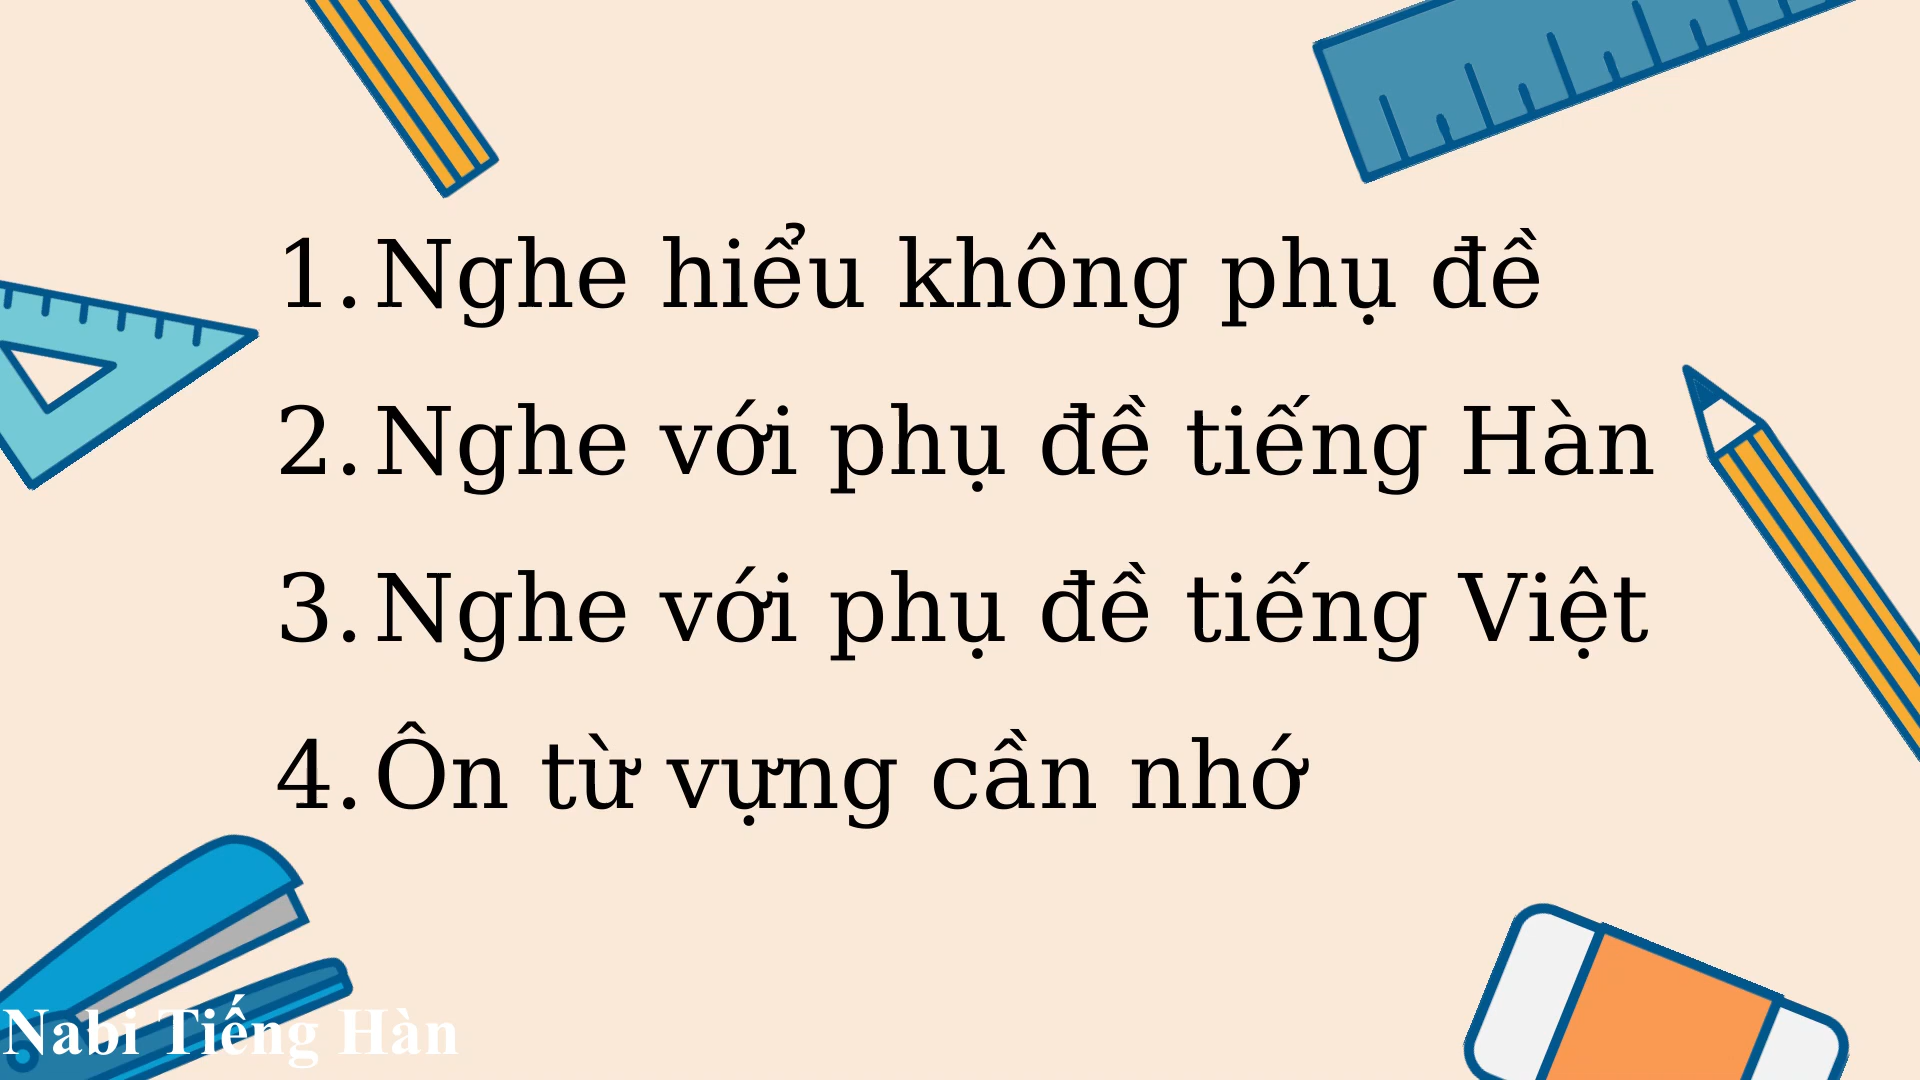 1. Nghe hiểu không phụ đề
2. Nghe với phụ đề tiếng Hàn
3. Nghe với phụ đề tiếng Việt
4. Ôn từ vựng cần nhớ
Nabi Tiếng Hàn